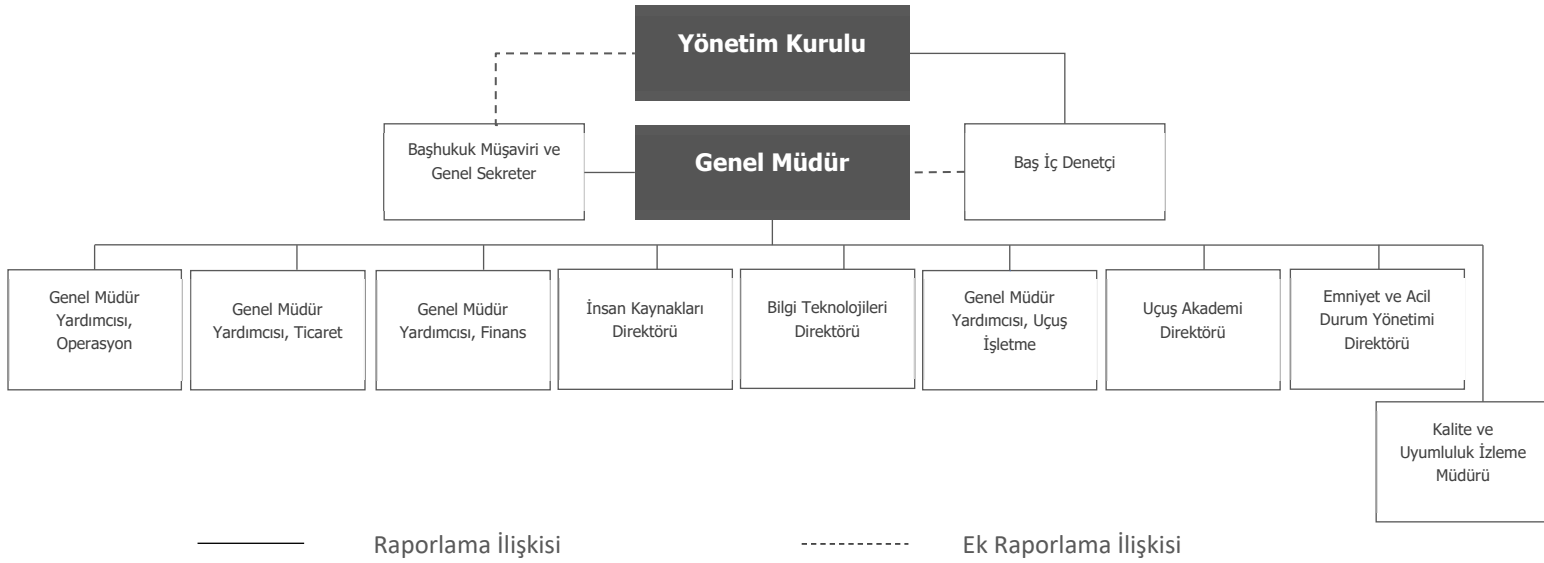 Yönetim Kurulu
Başhukuk Müşaviri ve
Genel Sekreter
Genel Müdür
Baş İç Denetçi
Genel Müdür
Yardımcısı,
Operasyon
Genel Müdür
Yardımcısı, Ticaret
Genel Müdür
Yardımcısı, Finans
İnsan Kaynakları
Direktörü
Bilgi Teknolojileri
Direktörü
Genel Müdür
Yardımcısı, Uçuş
İşletme
Uçuş Akademi
Direktörü
Emniyet ve Acil
Durum Yönetimi
Direktörü
Kalite ve
Uyumluluk İzleme
Müdürü
Raporlama İlişkisi
Ek Raporlama İlişkisi